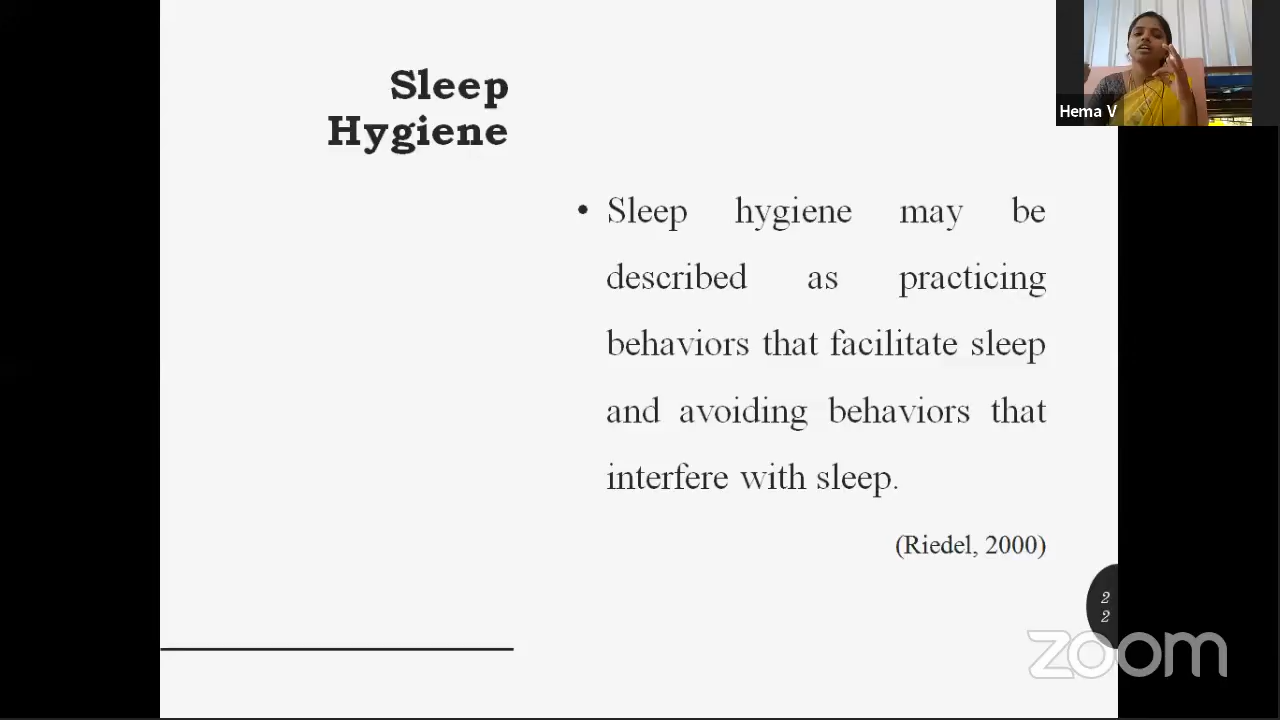 Sleep
Hygiene
• Sleep hygiene may be
described as practicing
behaviors that facilitate sleep
and avoiding behaviors that
interfere with sleep.
(Riedel, 2000)
2
2
Hema V
zoom